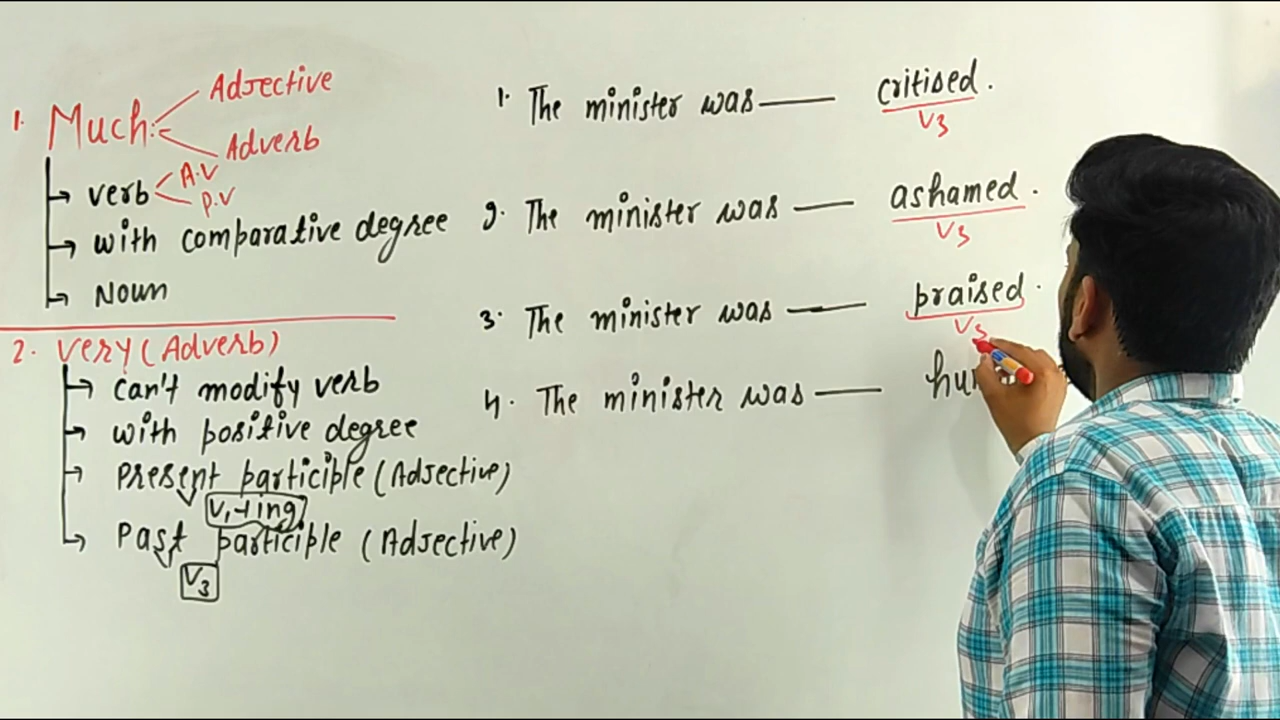 1. Much:
Adjective
Adverb
→ verb
A.V
P.V
→ with comparative degree
→ Noun
2. Very (Adverb)
→ can't modify verb
→ with positive degree
→ Present participle (Adjective)
V1+ing
→ Past participle (Adjective)
V3
1. The minister was —— critised.
V3
2. The minister was —— ashamed.
V3
3. The minister was —— praised.
V3
4. The minister was ——